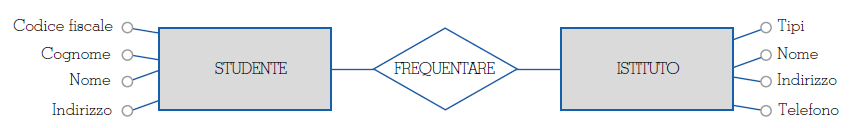 Codice fiscale
Cognome
Nome
Indirizzo
STUDENTE
FREQUENTARE
ISTITUTO
Tipi
Nome
Indirizzo
Telefono